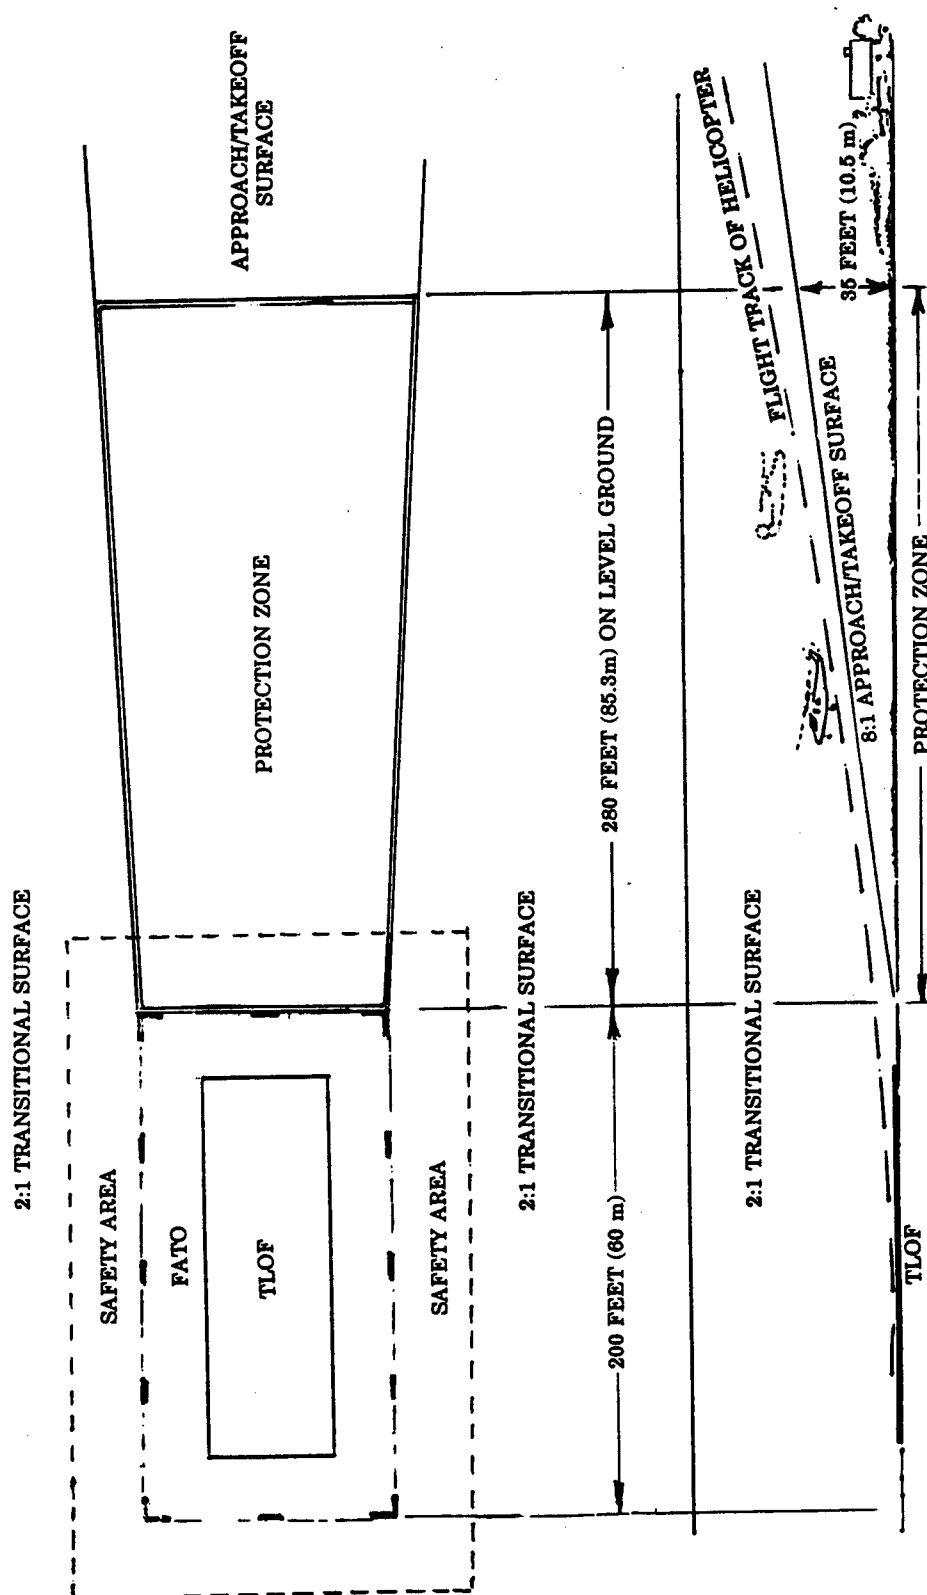 2:1 TRANSITIONAL SURFACE
SAFETY AREA
FATO
TLOF
SAFETY AREA
PROTECTION ZONE
APPROACH/TAKEOFF
SURFACE
2:1 TRANSITIONAL SURFACE
200 FEET (60 m)
280 FEET (85.3m) ON LEVEL GROUND
2:1 TRANSITIONAL SURFACE
FLIGHT TRACK OF HELICOPTER
8:1 APPROACH/TAKEOFF SURFACE
35 FEET (10.5 m)
TLOF
PROTECTION ZONE